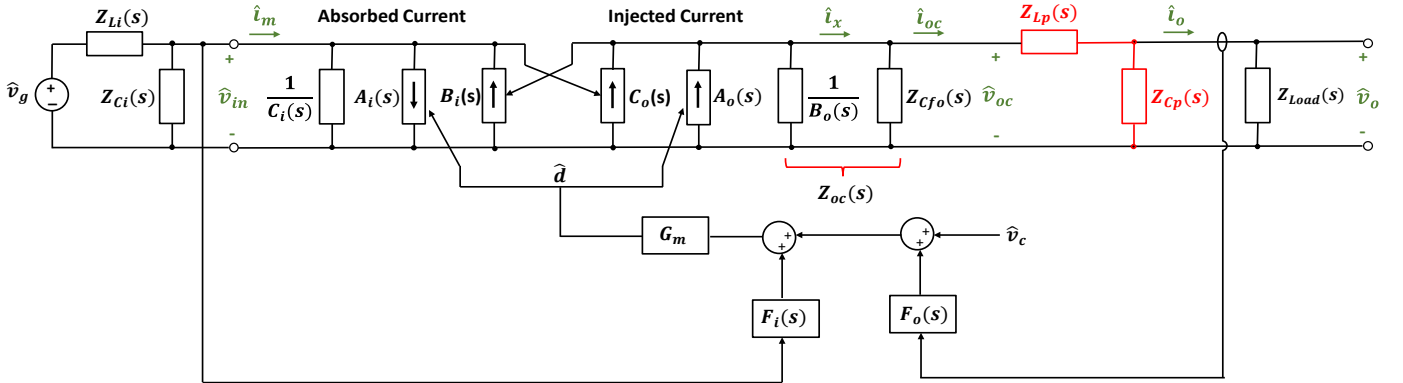 Z_Li(s)
Absorbed Current
Injected Current
î_m
î_x
î_oc
Z_Lp(s)
î_o
+
-
v̂_g
Z_Ci(s)
+
v̂_in
-
1/C_i(s)
A_i(s)
B_i(s)
C_o(s)
A_o(s)
1/B_o(s)
Z_Cfo(s)
+
v̂_oc
-
Z_Cp(s)
Z_Load(s)
+
v̂_o
-
d̂
Z_oc(s)
G_m
+
+
+
+
v̂_c
F_i(s)
F_o(s)